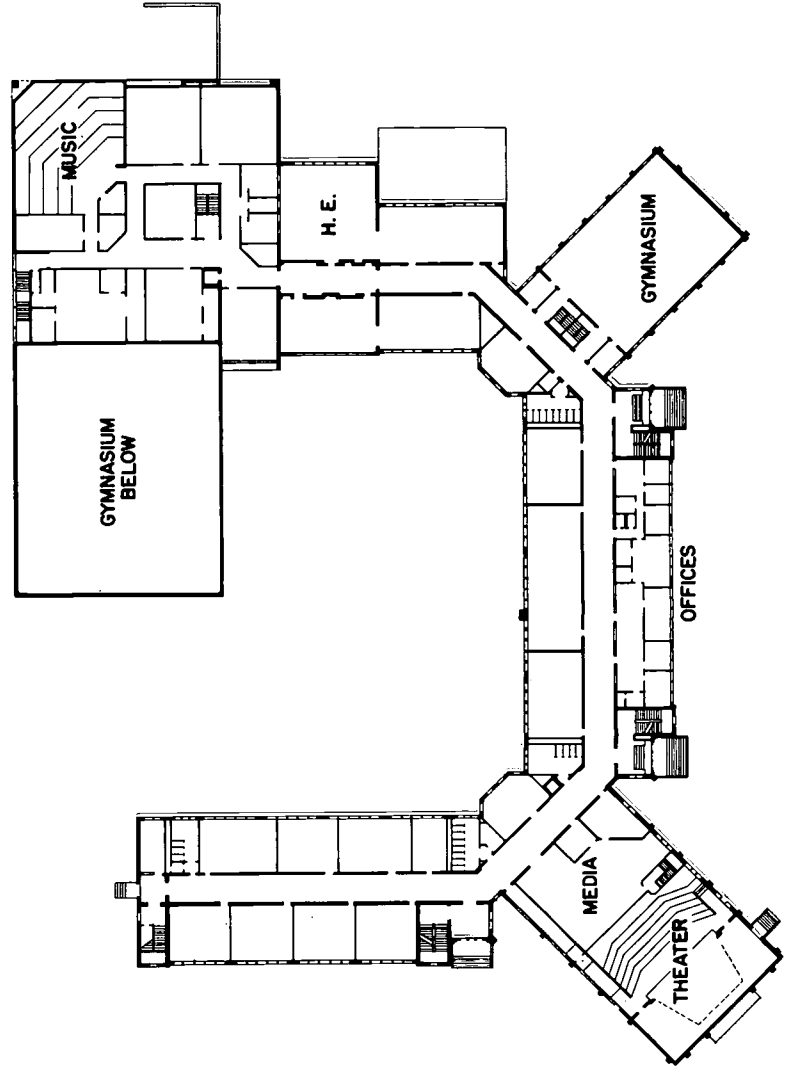 MUSIC
H. E.
GYMNASIUM
GYMNASIUM
BELOW
OFFICES
MEDIA
THEATER